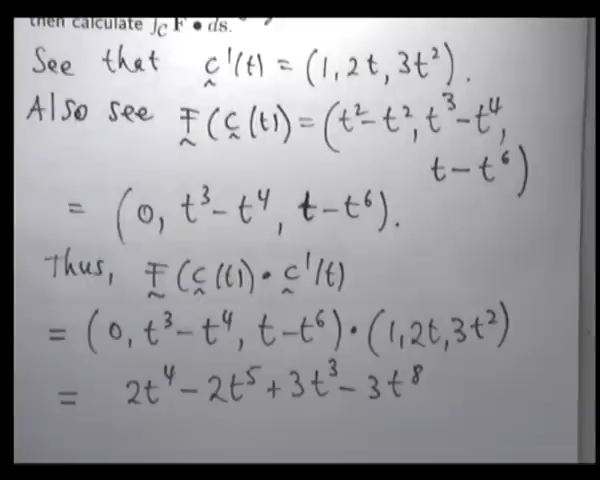 then calculate ∫_C F • ds.
See that c'(t) = (1, 2t, 3t²).
Also see F(c(t)) = (t²-t², t³-t⁴,
t-t⁶)
= (0, t³-t⁴, t-t⁶).
Thus, F(c(t))•c'(t)
= (0, t³-t⁴, t-t⁶)•(1, 2t, 3t²)
= 2t⁴-2t⁵+3t³-3t⁸